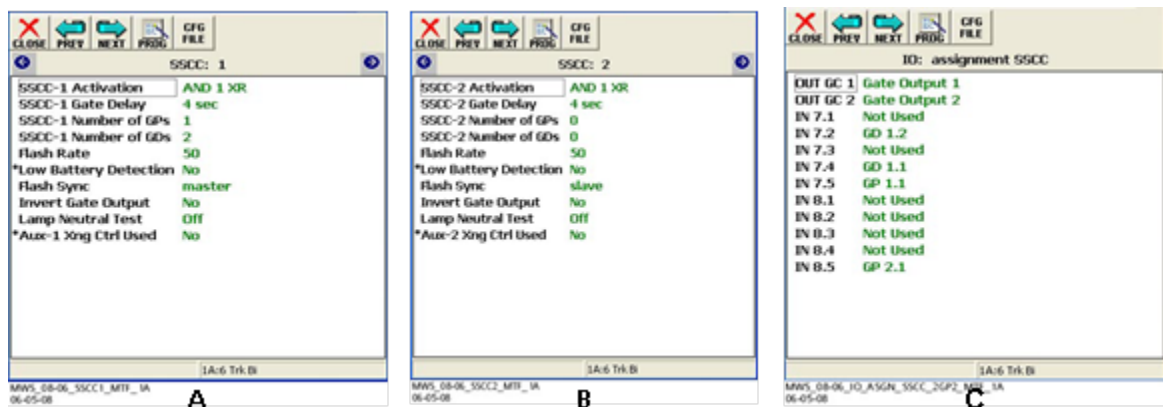 CLOSE PREV NEXT PROG CFG FILE
SSCC: 1
SSCC-1 Activation AND 1 XR
SSCC-1 Gate Delay 4 sec
SSCC-1 Number of GPs 1
SSCC-1 Number of GDs 2
Flash Rate 50
*Low Battery Detection No
Flash Sync master
Invert Gate Output No
Lamp Neutral Test Off
*Aux-1 Xng Ctrl Used No
1A:6 Trk Bi
MWS_08-06_SSCC1_MTF_1A
06-05-08
A
CLOSE PREV NEXT PROG CFG FILE
SSCC: 2
SSCC-2 Activation AND 1 XR
SSCC-2 Gate Delay 4 sec
SSCC-2 Number of GPs 0
SSCC-2 Number of GDs 0
Flash Rate 50
*Low Battery Detection No
Flash Sync slave
Invert Gate Output No
Lamp Neutral Test Off
*Aux-2 Xng Ctrl Used No
1A:6 Trk Bi
MWS_08-06_SSCC2_MTF_1A
06-05-08
B
CLOSE PREV NEXT PROG CFG FILE
IO: assignment SSCC
OUT GC 1 Gate Output 1
OUT GC 2 Gate Output 2
IN 7.1 Not Used
IN 7.2 GD 1.2
IN 7.3 Not Used
IN 7.4 GD 1.1
IN 7.5 GP 1.1
IN 8.1 Not Used
IN 8.2 Not Used
IN 8.3 Not Used
IN 8.4 Not Used
IN 8.5 GP 2.1
1A:6 Trk Bi
MWS_08-06_IO_ASGN_SSCC_2GP2_MTF_1A
06-05-08
C